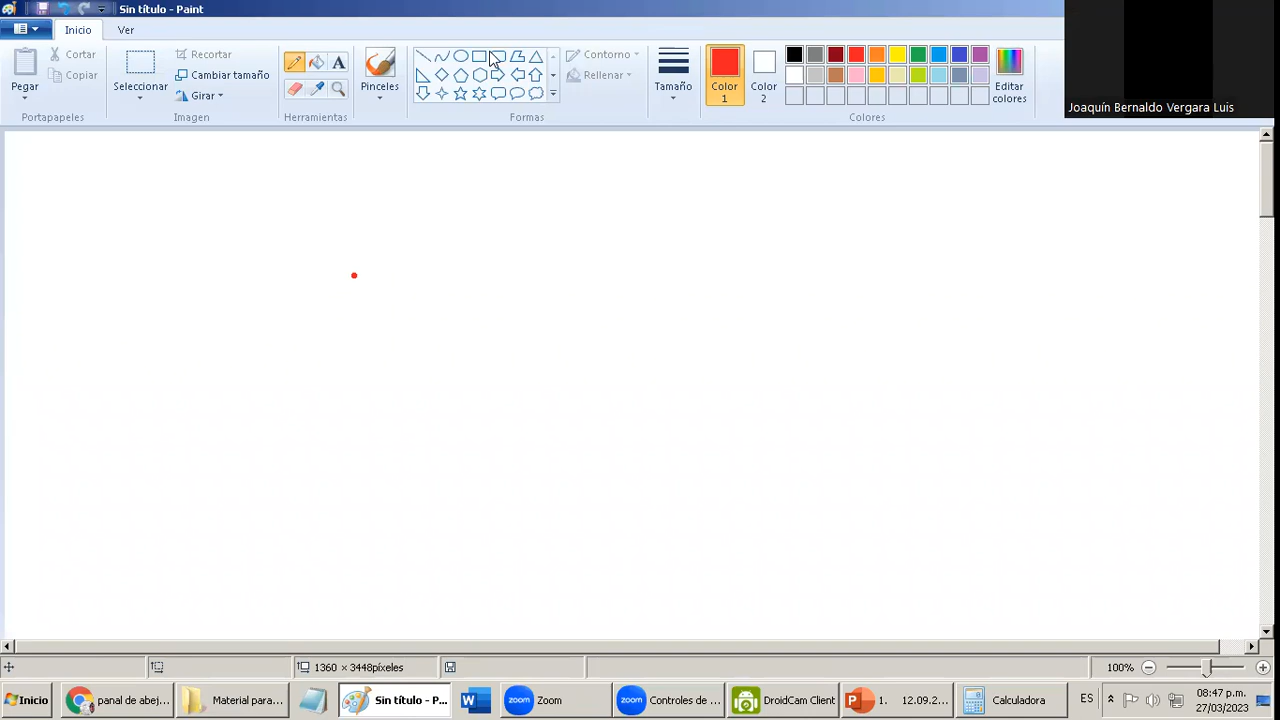 Sin título - Paint
Inicio
Ver
Pegar
Cortar
Copiar
Portapapeles
Seleccionar
Recortar
Cambiar tamaño
Girar
Imagen
A
Herramientas
Pinceles
Formas
Contorno
Rellenar
Tamaño
Color 1
Color 2
Editar colores
Colores
Joaquín Bernaldo Vergara Luis
1360 × 3448píxeles
100%
Inicio
panal de abej...
Material para...
Sin título - P...
W
zoom
Zoom
zoom
Controles de ...
DroidCam Client
P
1. 12.09.2...
Calculadora
ES
08:47 p.m.
27/03/2023